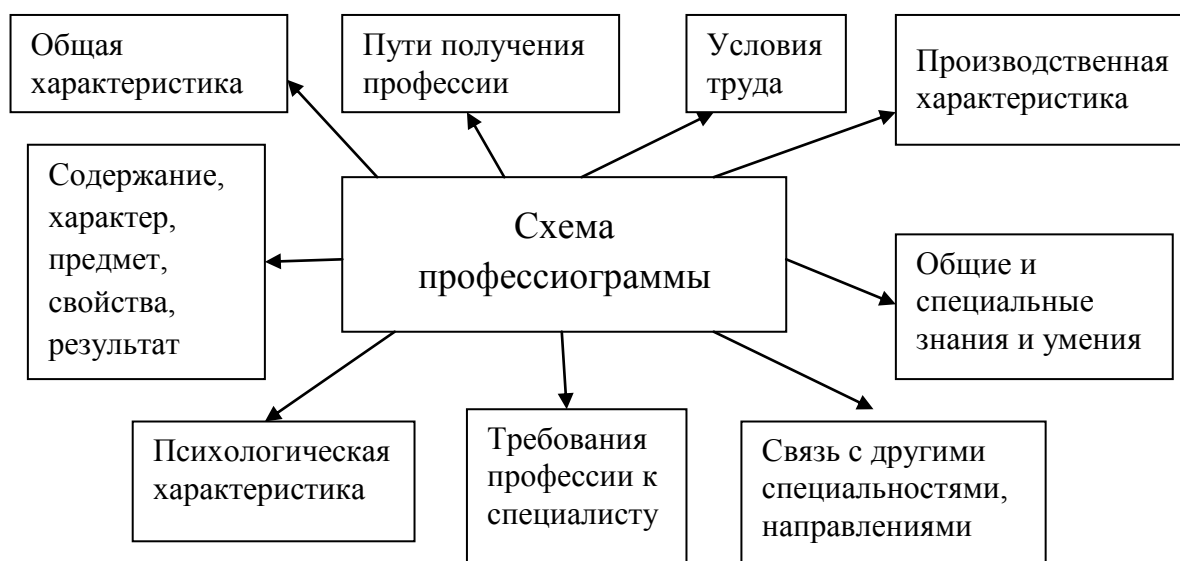 Общая
характеристика
Пути получения
профессии
Условия
труда
Производственная
характеристика
Содержание,
характер,
предмет,
свойства,
результат
Схема
профессиограммы
Общие и
специальные
знания и умения
Психологическая
характеристика
Требования
профессии к
специалисту
Связь с другими
специальностями,
направлениями